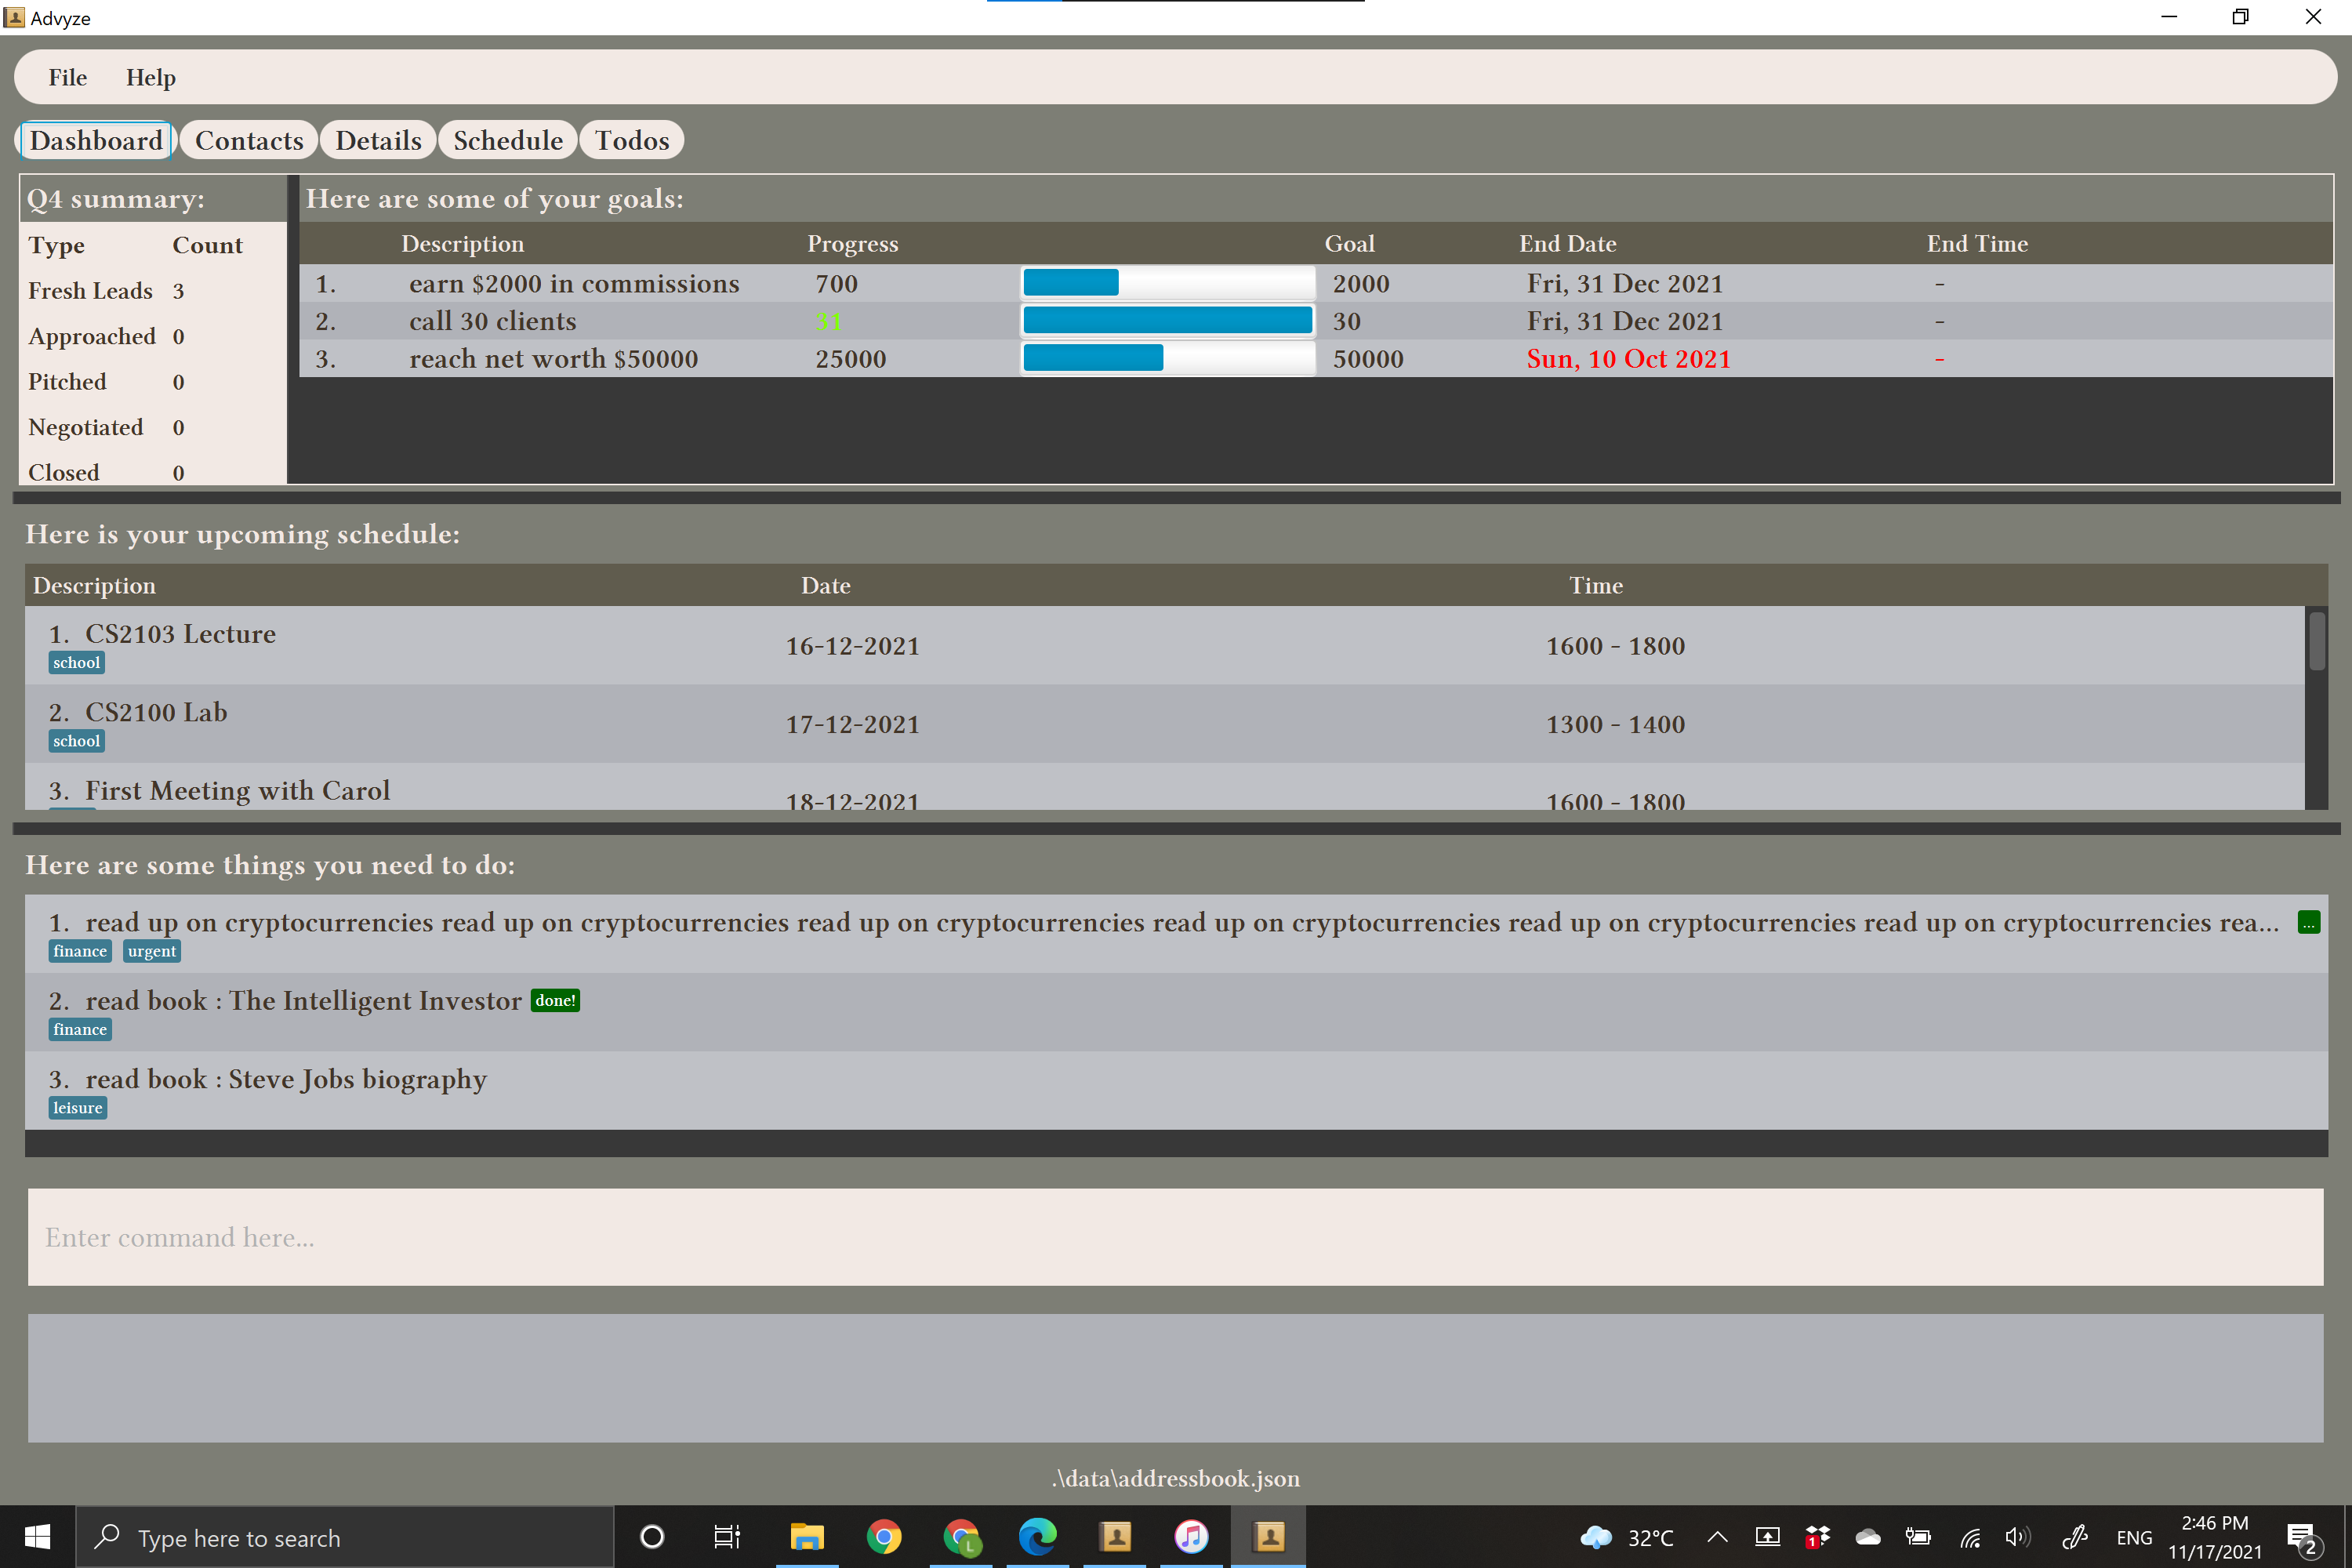 Advyze
File Help
Dashboard Contacts Details Schedule Todos
Q4 summary:
Type Count
Fresh Leads 3
Approached 0
Pitched 0
Negotiated 0
Closed 0
Here are some of your goals:
Description Progress Goal End Date End Time
1. earn $2000 in commissions 700 2000 Fri, 31 Dec 2021 -
2. call 30 clients 31 30 Fri, 31 Dec 2021 -
3. reach net worth $50000 25000 50000 Sun, 10 Oct 2021 -
Here is your upcoming schedule:
Description Date Time
1. CS2103 Lecture 16-12-2021 1600 - 1800
school
2. CS2100 Lab 17-12-2021 1300 - 1400
school
3. First Meeting with Carol 18-12-2021 1600 - 1800
Here are some things you need to do:
1. read up on cryptocurrencies read up on cryptocurrencies read up on cryptocurrencies read up on cryptocurrencies read up on cryptocurrencies read up on cryptocurrencies rea... ...
finance urgent
2. read book : The Intelligent Investor done!
finance
3. read book : Steve Jobs biography
leisure
Enter command here...
.\data\addressbook.json
Type here to search
L
32°C
1
ENG
2:46 PM
11/17/2021
2